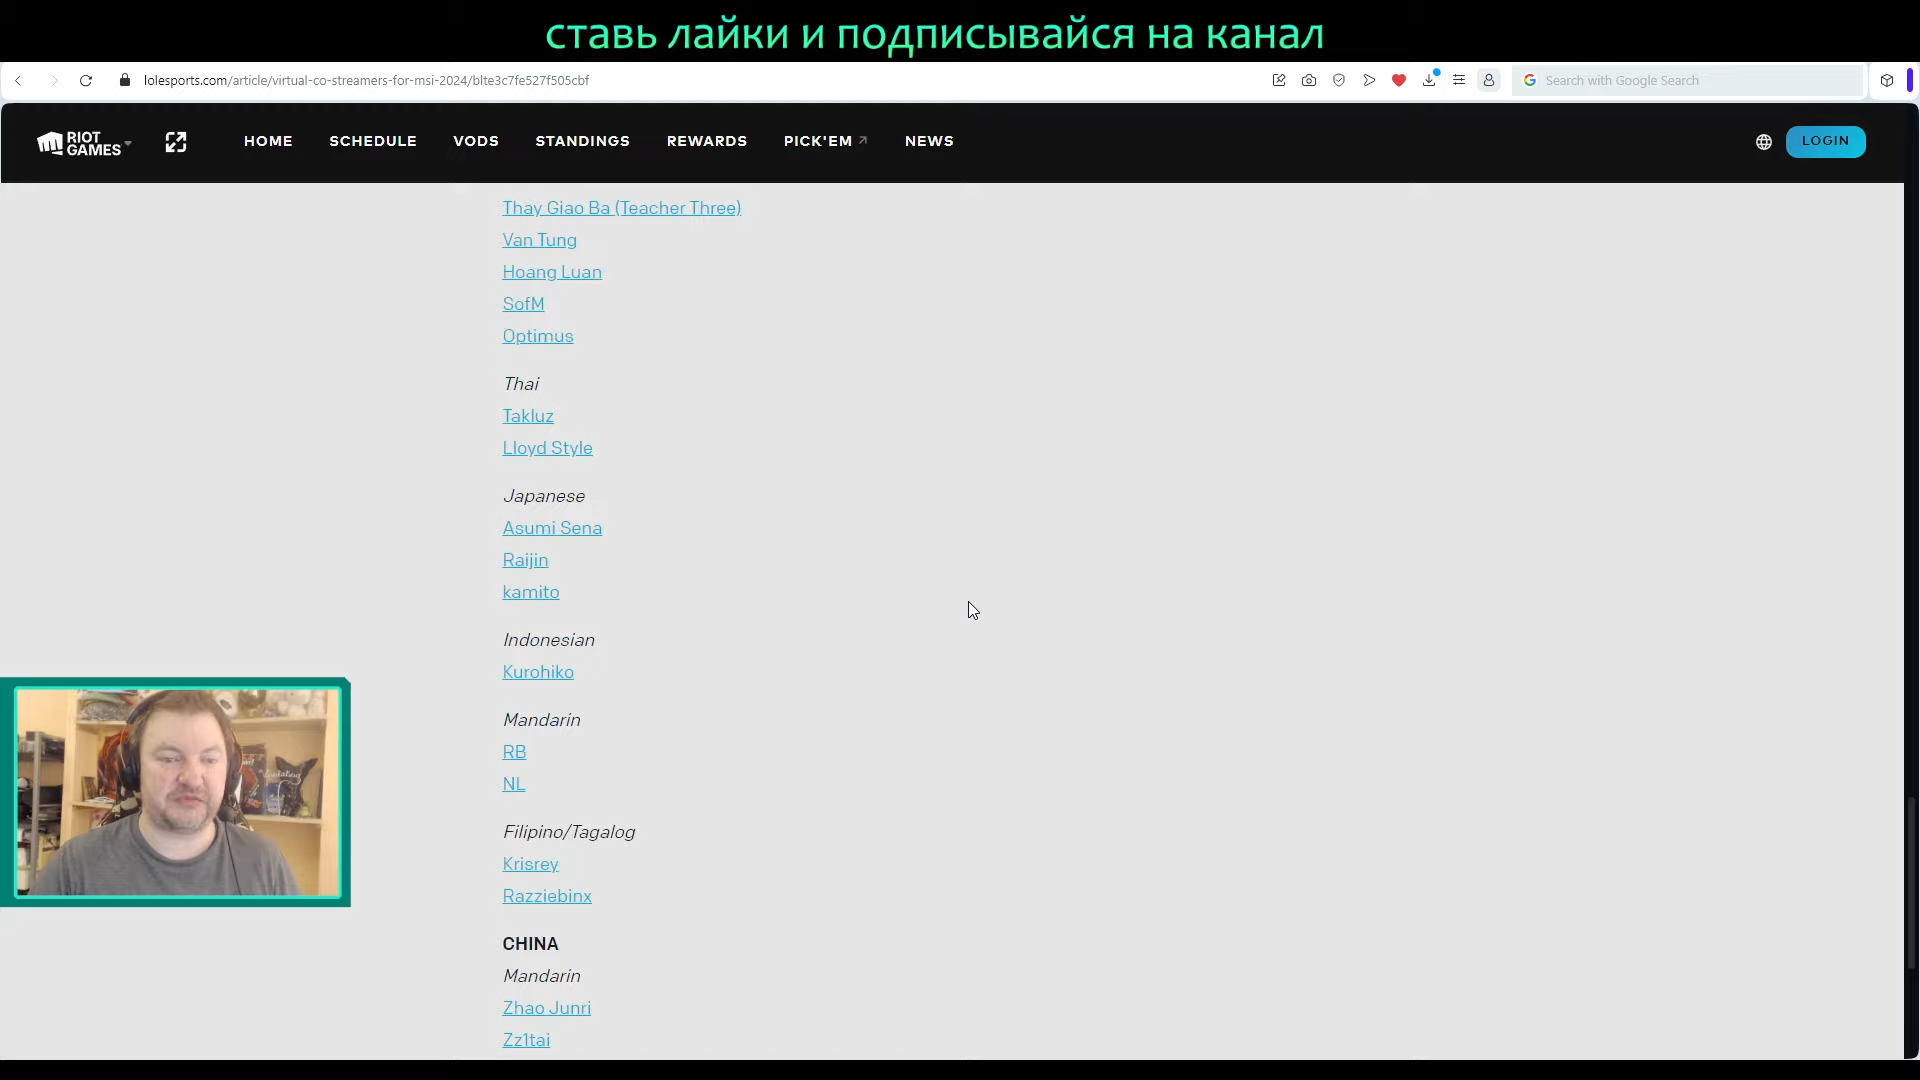 ставь лайки и подписывайся на канал
lolesports.com/article/virtual-co-streamers-for-msi-2024/blte3c7fe527f505cbf
Search with Google Search
RIOT GAMES
HOME
SCHEDULE
VODS
STANDINGS
REWARDS
PICK'EM
NEWS
LOGIN
Thay Giao Ba (Teacher Three)
Van Tung
Hoang Luan
SofM
Optimus
Thai
Takluz
Lloyd Style
Japanese
Asumi Sena
Raijin
kamito
Indonesian
Kurohiko
Mandarin
RB
NL
Filipino/Tagalog
Krisrey
Razziebinx
CHINA
Mandarin
Zhao Junri
Zz1tai